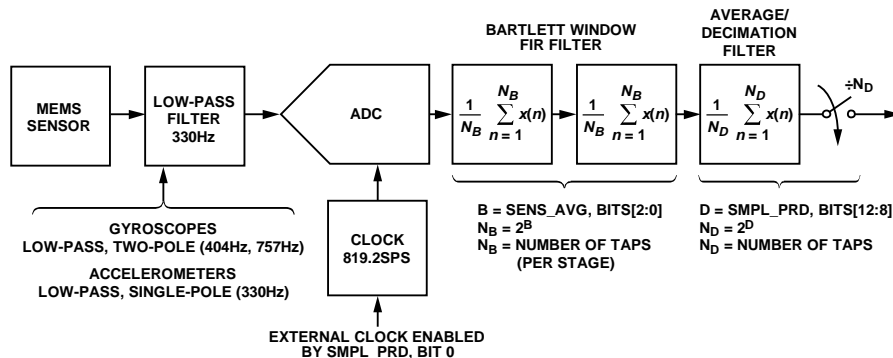 BARTLETT WINDOW
FIR FILTER
AVERAGE/
DECIMATION
FILTER
MEMS
SENSOR
LOW-PASS
FILTER
330Hz
ADC
1
N_B
N_B
∑ x(n)
n = 1
1
N_B
N_B
∑ x(n)
n = 1
1
N_D
N_D
∑ x(n)
n = 1
÷N_D
GYROSCOPES
LOW-PASS, TWO-POLE (404Hz, 757Hz)
ACCELEROMETERS
LOW-PASS, SINGLE-POLE (330Hz)
CLOCK
819.2SPS
EXTERNAL CLOCK ENABLED
BY SMPL_PRD, BIT 0
B = SENS_AVG, BITS[2:0]
N_B = 2^B
N_B = NUMBER OF TAPS
(PER STAGE)
D = SMPL_PRD, BITS[12:8]
N_D = 2^D
N_D = NUMBER OF TAPS